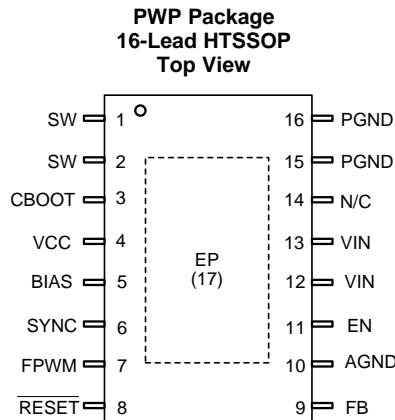 PWP Package
16-Lead HTSSOP
Top View
SW 1 16 PGND
SW 2 15 PGND
CBOOT 3 14 N/C
VCC 4 13 VIN
EP
BIAS 5 (17) 12 VIN
SYNC 6 11 EN
FPWM 7 10 AGND
RESET 8 9 FB